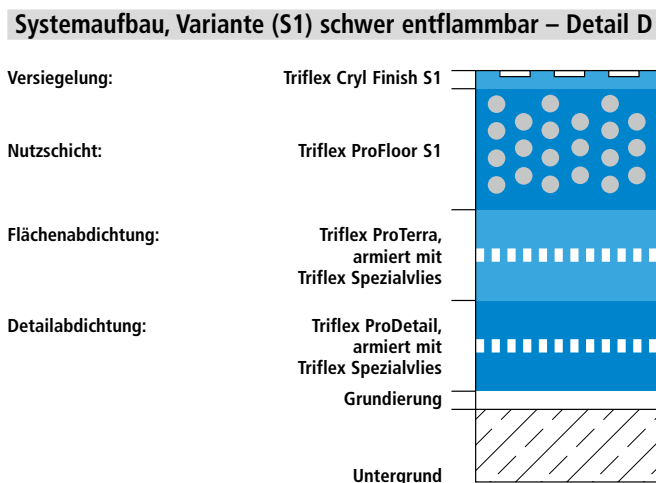 Systemaufbau, Variante (S1) schwer entflammbar – Detail D
Versiegelung: Triflex Cryl Finish S1
Nutzschicht: Triflex ProFloor S1
Flächenabdichtung: Triflex ProTerra,
armiert mit
Triflex Spezialvlies
Detailabdichtung: Triflex ProDetail,
armiert mit
Triflex Spezialvlies
Grundierung
Untergrund